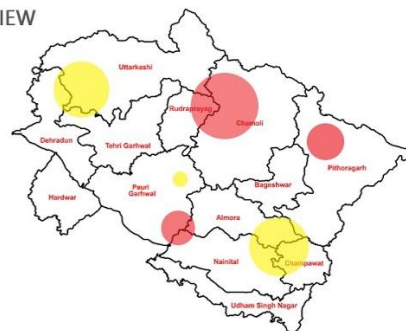 IEW
Uttarkashi
Rudraprayag
Chamoli
Dehradun
Tehri Garhwal
Pithoragarh
Pauri
Garhwal
Bageshwar
Hardwar
Almora
Nainital
Champawat
Udham Singh Nagar